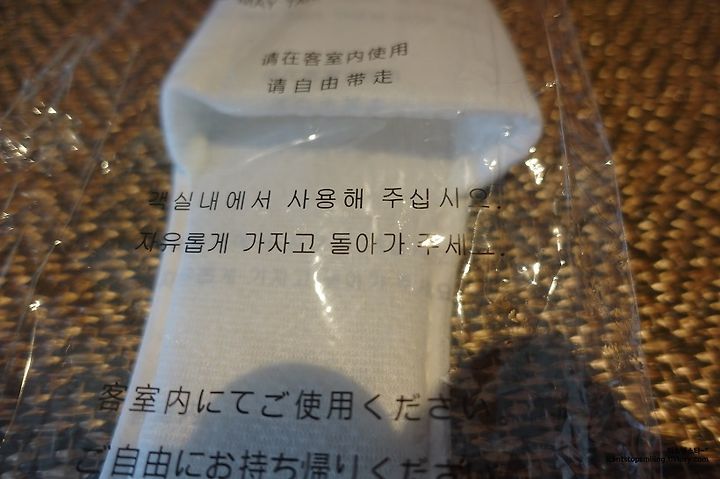 请在客室内使用
请自由带走
객실내에서 사용해 주십시오.
자유롭게 가자고 돌아가 주세요.
客室内にてご使用ください
ご自由にお持ち帰りください